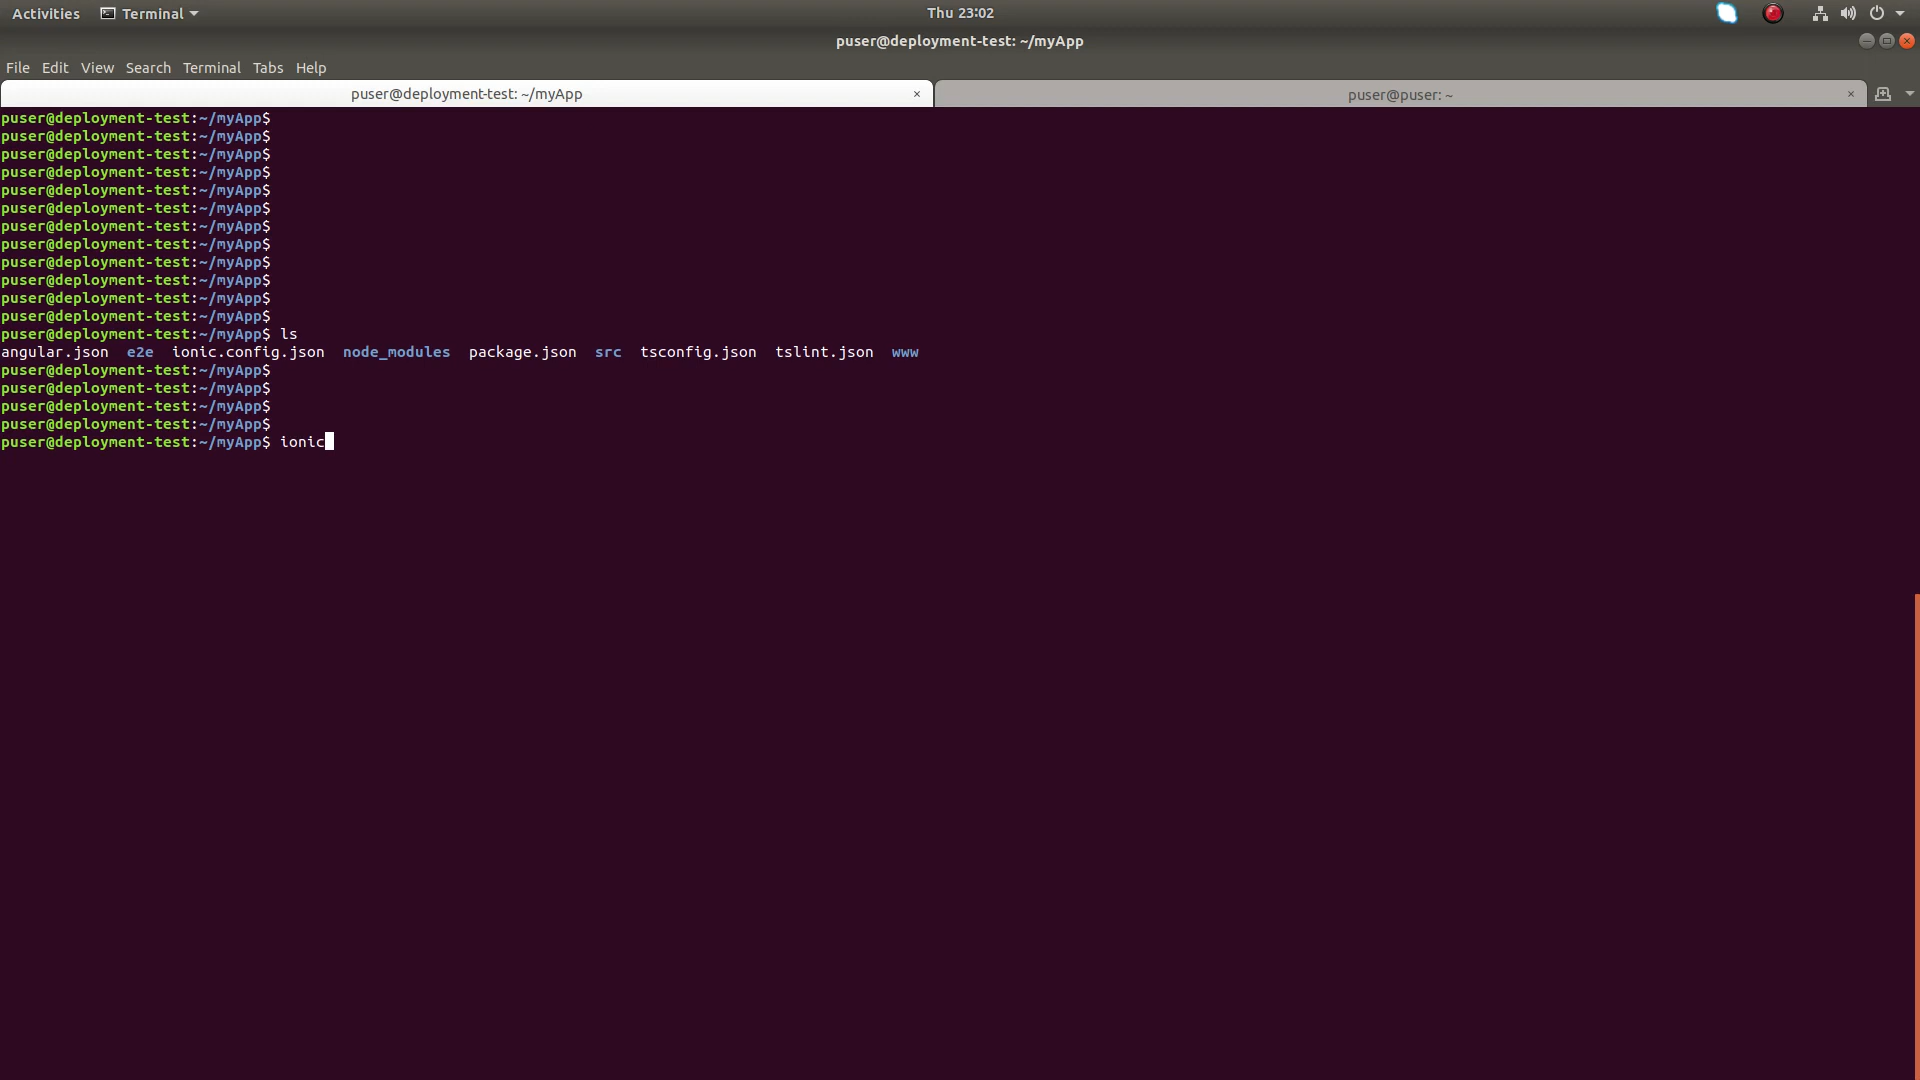 Activities Terminal Thu 23:02
puser@deployment-test: ~/myApp
File Edit View Search Terminal Tabs Help
puser@deployment-test: ~/myApp × puser@puser: ~ ×
puser@deployment-test:~/myApp$
puser@deployment-test:~/myApp$
puser@deployment-test:~/myApp$
puser@deployment-test:~/myApp$
puser@deployment-test:~/myApp$
puser@deployment-test:~/myApp$
puser@deployment-test:~/myApp$
puser@deployment-test:~/myApp$
puser@deployment-test:~/myApp$
puser@deployment-test:~/myApp$
puser@deployment-test:~/myApp$
puser@deployment-test:~/myApp$
puser@deployment-test:~/myApp$ ls
angular.json e2e ionic.config.json node_modules package.json src tsconfig.json tslint.json www
puser@deployment-test:~/myApp$
puser@deployment-test:~/myApp$
puser@deployment-test:~/myApp$
puser@deployment-test:~/myApp$
puser@deployment-test:~/myApp$ ionic